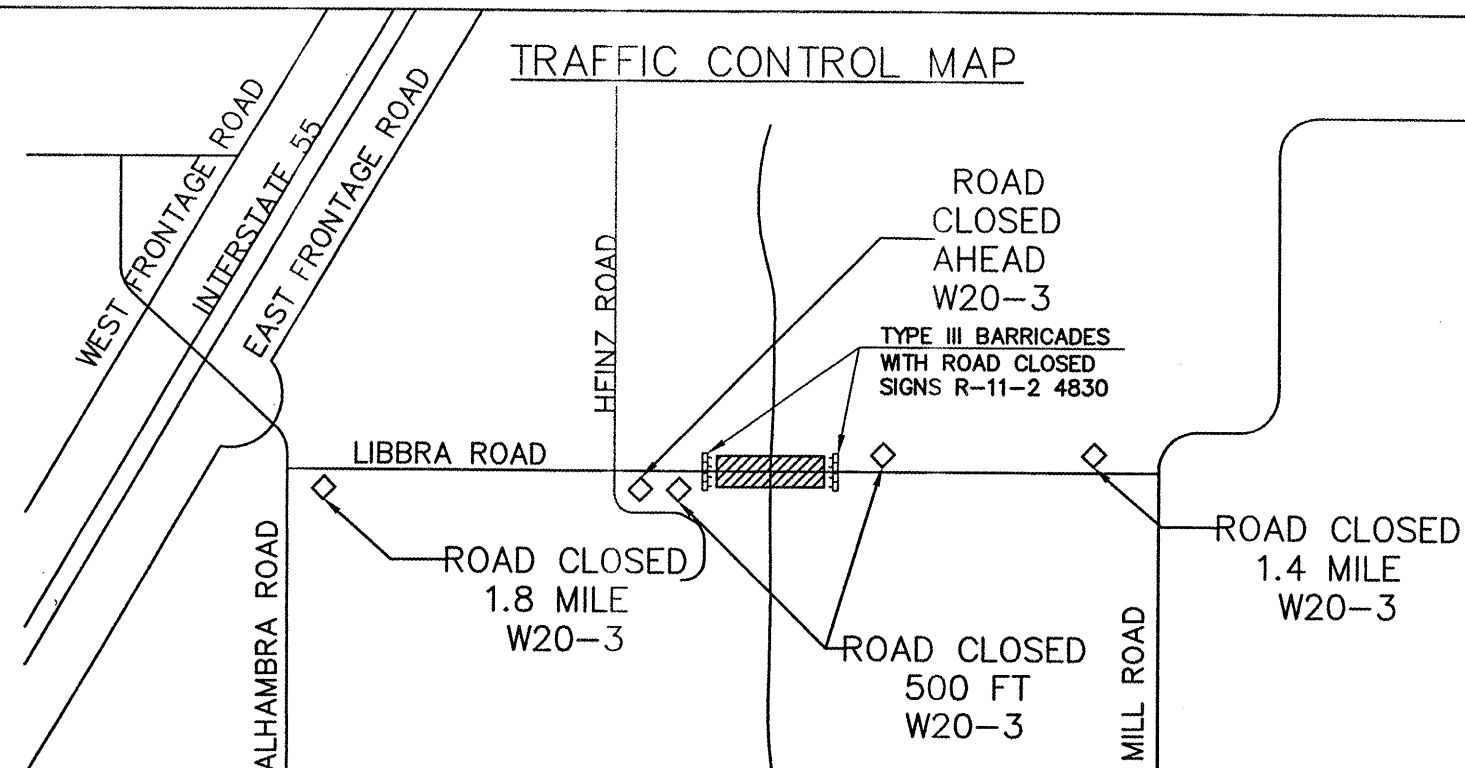 TRAFFIC CONTROL MAP
WEST FRONTAGE ROAD
INTERSTATE 55
EAST FRONTAGE ROAD
HEINZ ROAD
ROAD
CLOSED
AHEAD
W20-3
TYPE III BARRICADES
WITH ROAD CLOSED
SIGNS R-11-2 4830
LIBBRA ROAD
ALHAMBRA ROAD
ROAD CLOSED
1.8 MILE
W20-3
ROAD CLOSED
500 FT
W20-3
MILL ROAD
ROAD CLOSED
1.4 MILE
W20-3